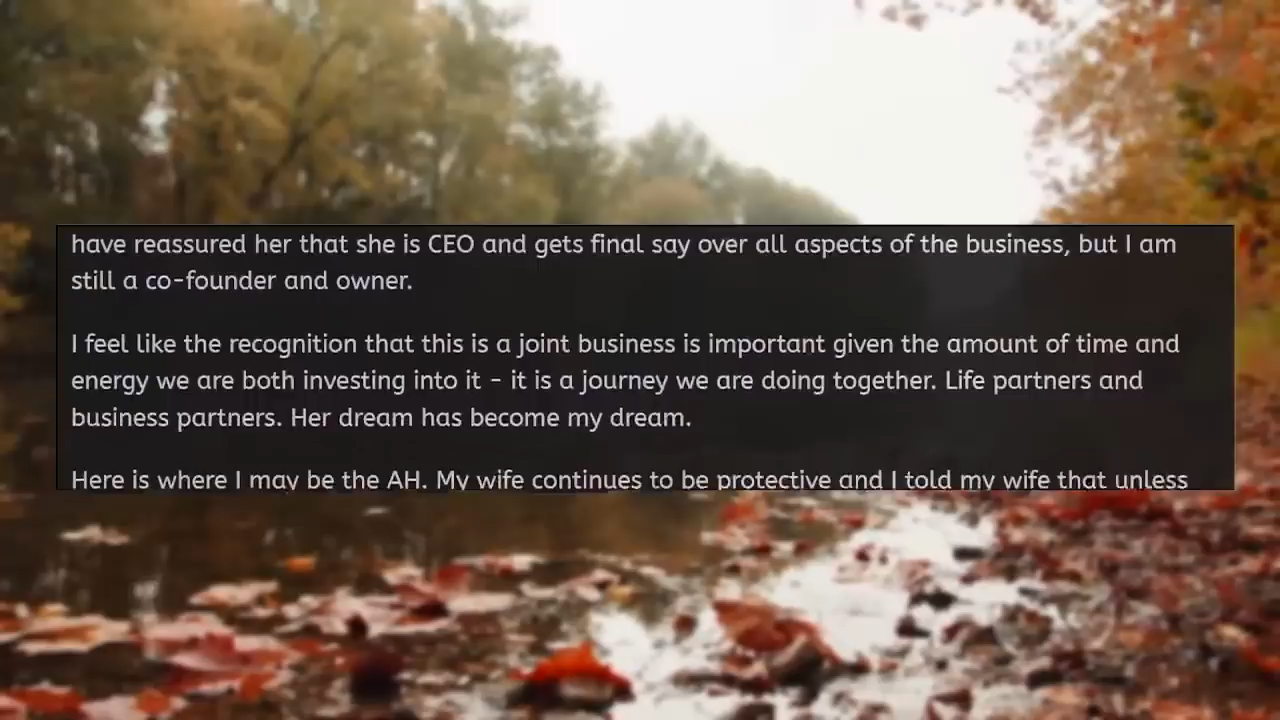 have reassured her that she is CEO and gets final say over all aspects of the business, but I am
still a co-founder and owner.
I feel like the recognition that this is a joint business is important given the amount of time and
energy we are both investing into it - it is a journey we are doing together. Life partners and
business partners. Her dream has become my dream.
Here is where I may be the AH. My wife continues to be protective and I told my wife that unless